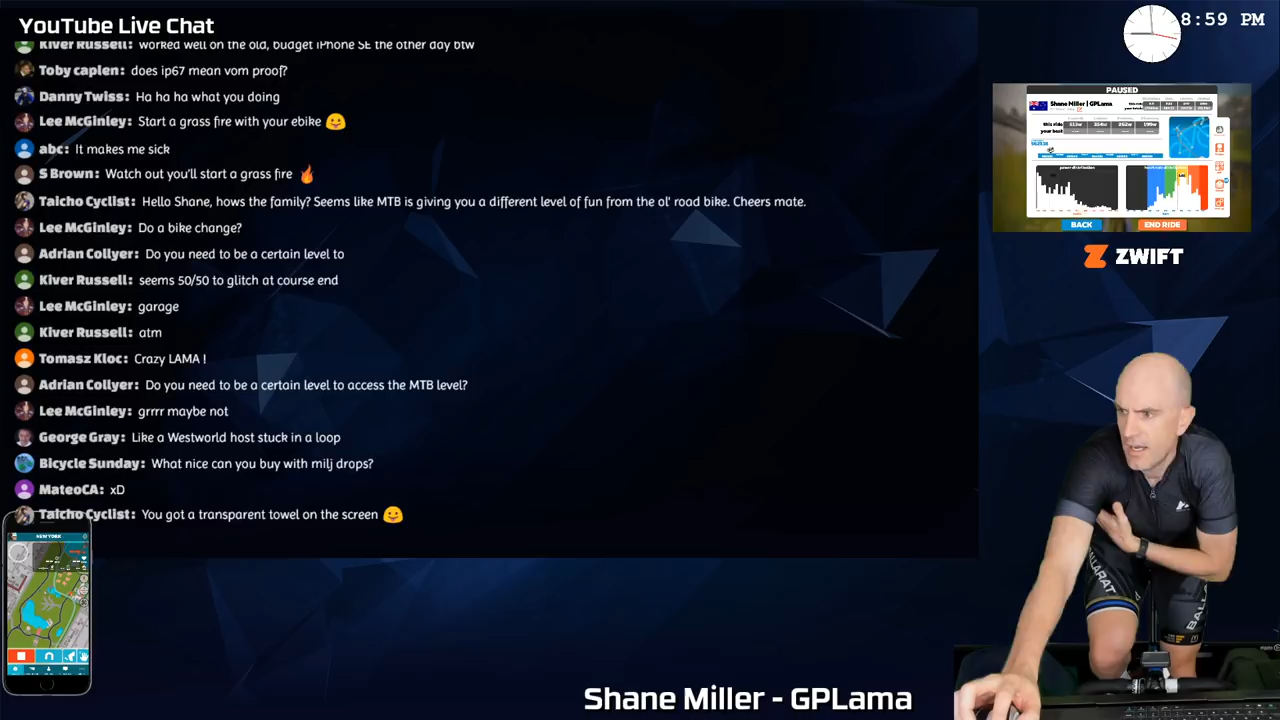 YouTube Live Chat
Kiver Russell: worked well on the old, budget iPhone SE the other day btw
Toby caplen: does ip67 mean vom proof?
Danny Twiss: Ha ha ha what you doing
Lee McGinley: Start a grass fire with your ebike
abc: It makes me sick
S Browne: Watch out you'll start a grass fire
Taicho Cyclist: Hello Shane, hows the family? Seems like MTB is giving you a different level of fun from the ol' road bike. Cheers mate.
Adrian Collyer: Do you need to be a certain level to
Kiver Russell: seems 50/50 to glitch at course end
Lee McGinley: garage
Kiver Russell: atm
Tomasz Kloc: Crazy LAMA !
Adrian Collyer: Do you need to be a certain level to access the MTB level?
Lee McGinley: grrr maybe not
George Gray: Like a Westworld host stuck in a loop
Bicycle Sunday: What nice can you buy with milj drops?
MateoCA: xD
Taicho Cyclist: You got a transparent towel on the screen
8:59 PM
PAUSED
Shane Miller | GPLama
this ride
your best
BACK
END RIDE
ZWIFT
NEW YORK
BALLARAT
Shane Miller - GPLama